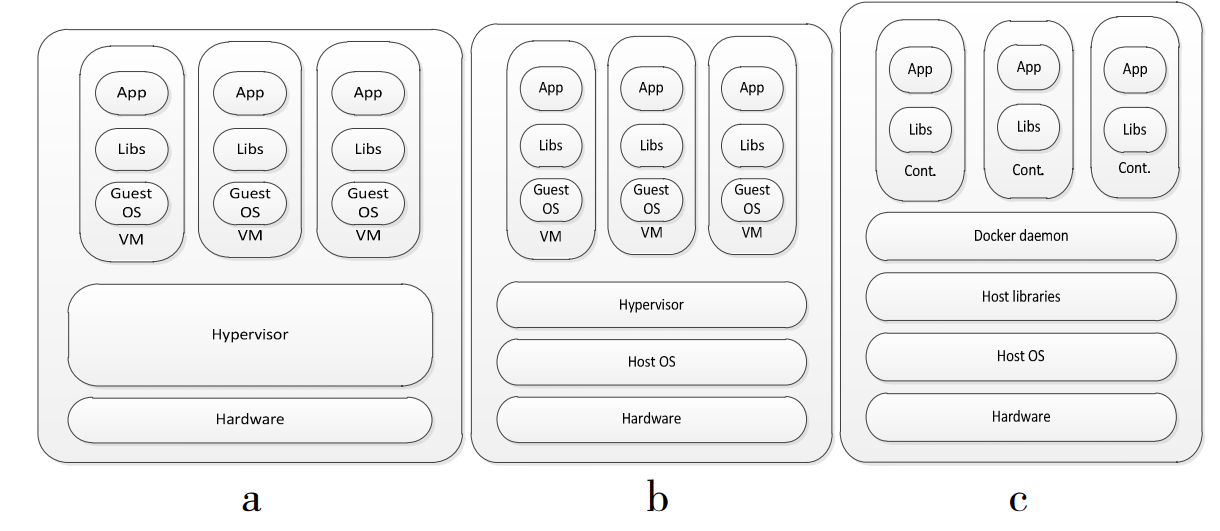 App App App
Libs Libs Libs
Guest Guest Guest
OS OS OS
VM VM VM
Hypervisor
Hardware
a
App App App
Libs Libs Libs
Guest Guest Guest
OS OS OS
VM VM VM
Hypervisor
Host OS
Hardware
b
App App App
Libs Libs Libs
Cont. Cont. Cont.
Docker daemon
Host libraries
Host OS
Hardware
c